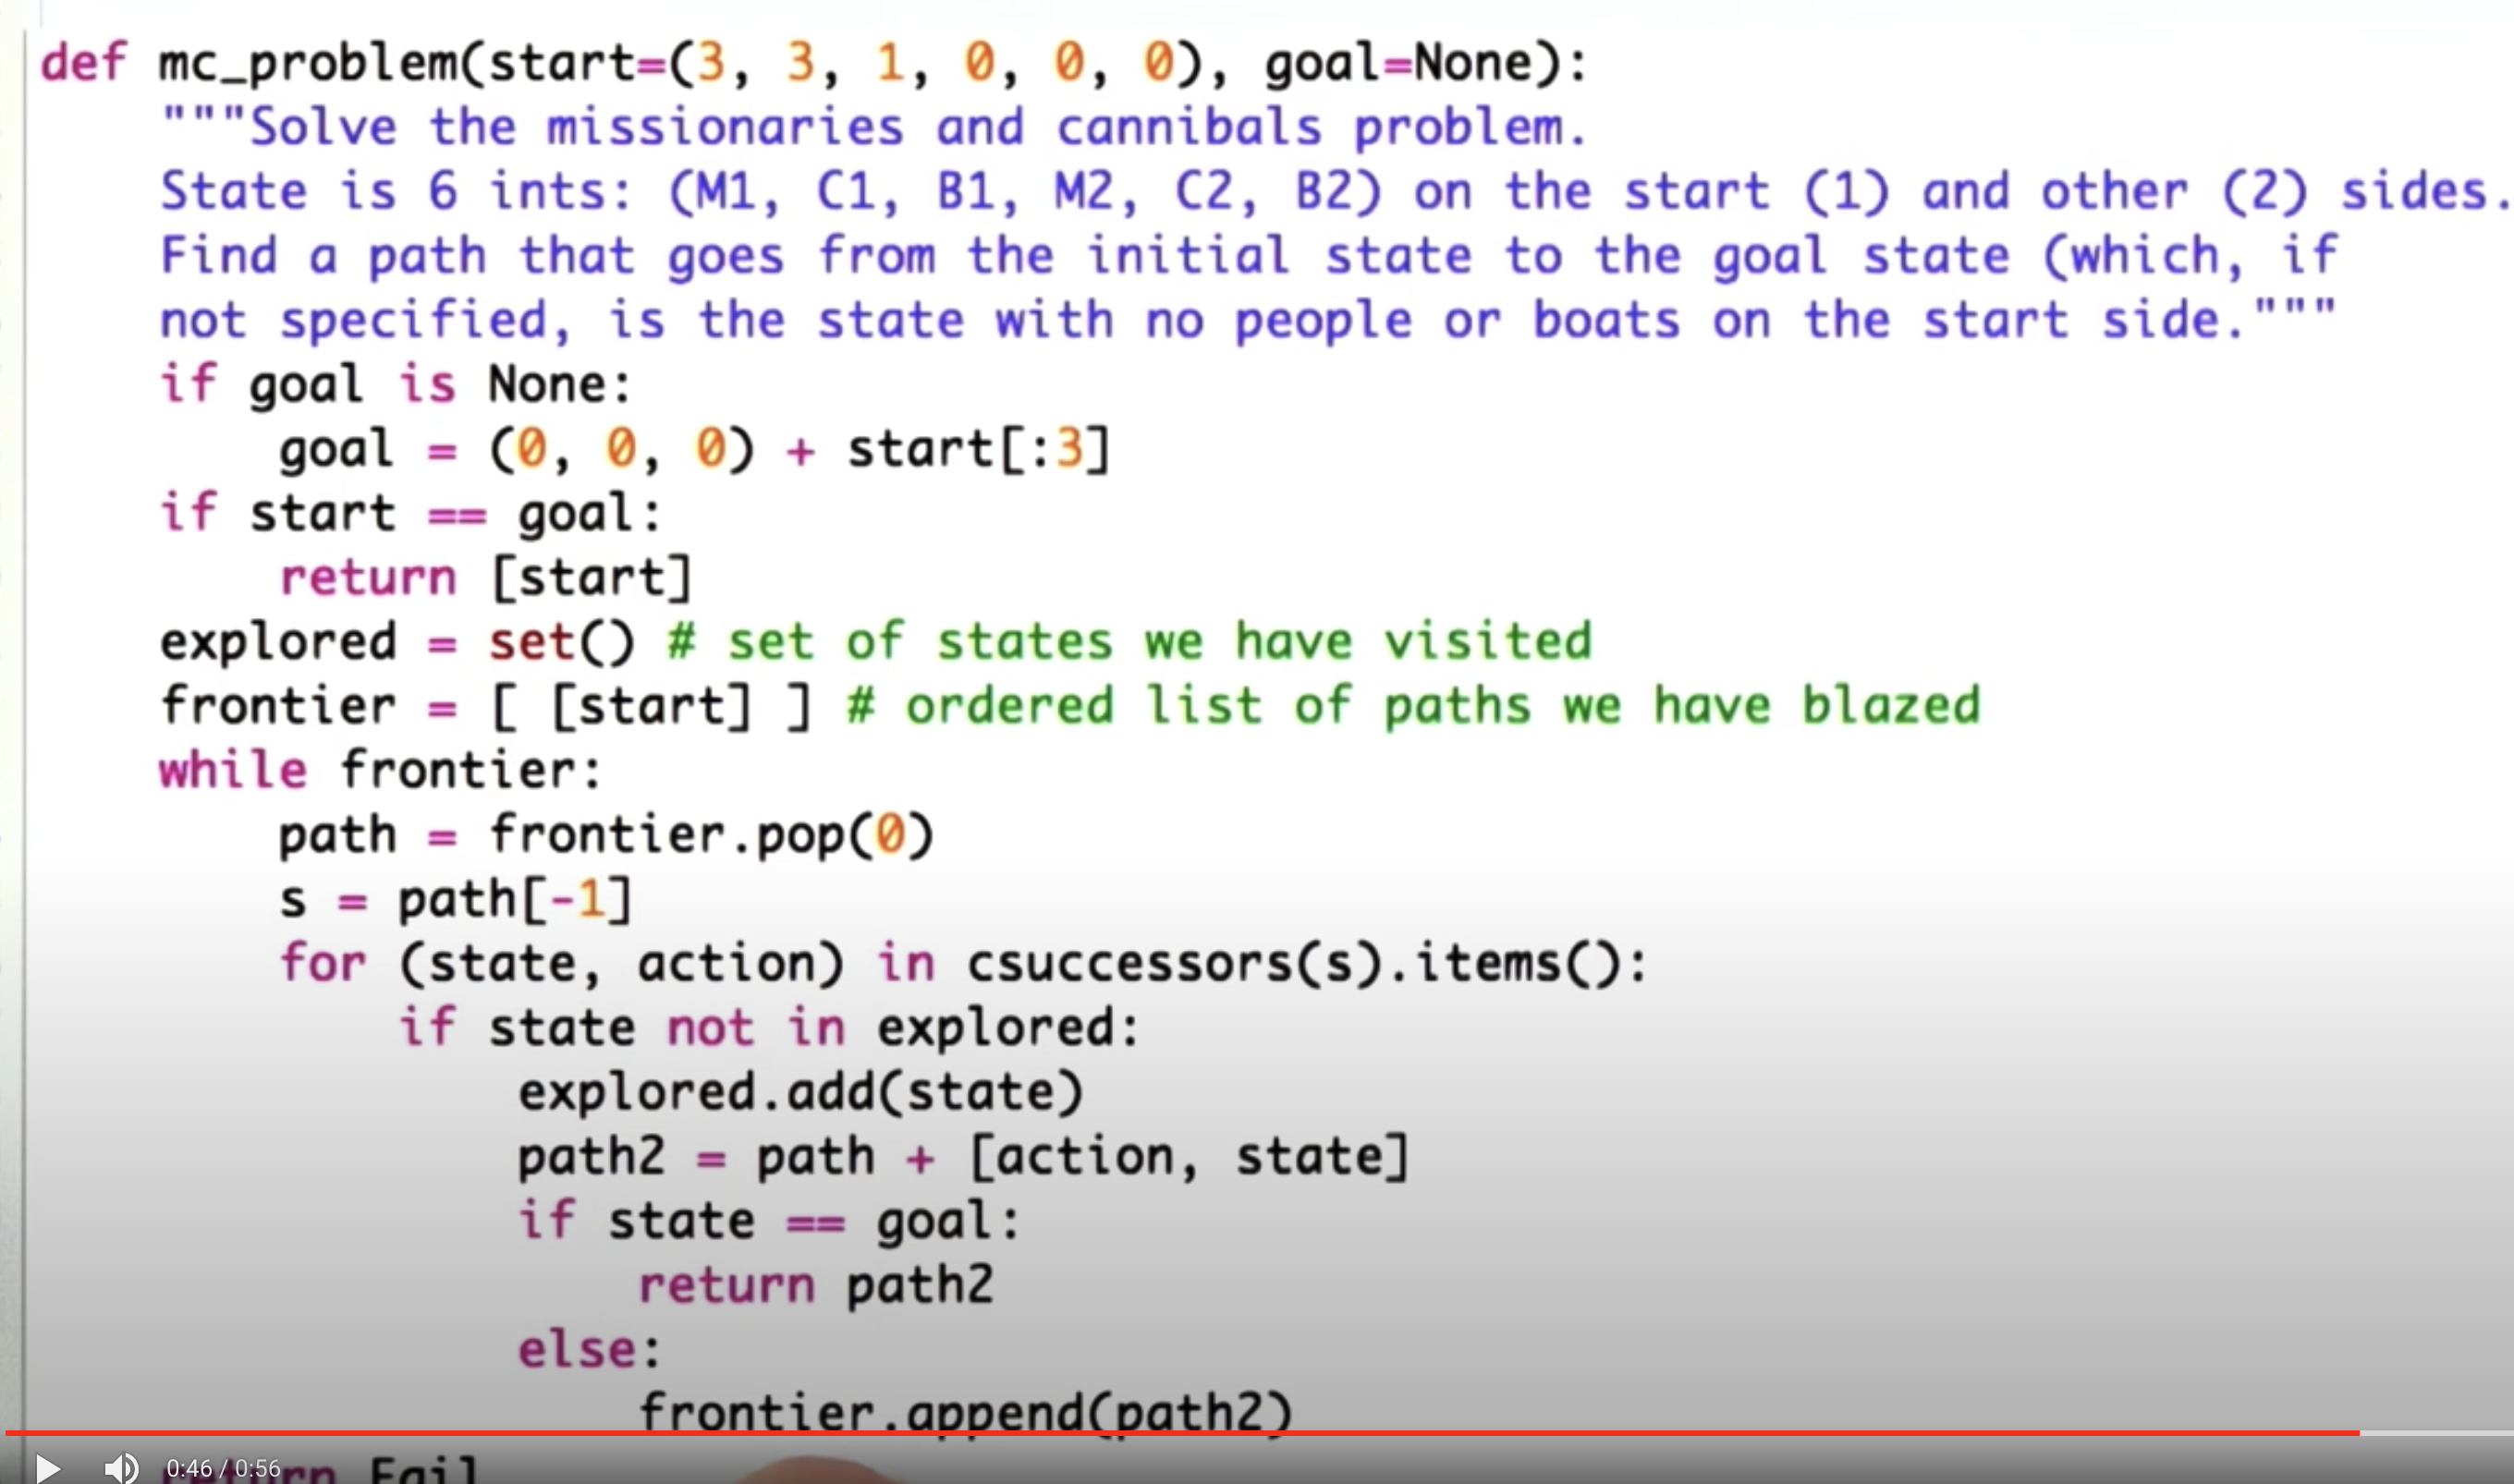 def mc_problem(start=(3, 3, 1, 0, 0, 0), goal=None):
    """Solve the missionaries and cannibals problem.
    State is 6 ints: (M1, C1, B1, M2, C2, B2) on the start (1) and other (2) sides.
    Find a path that goes from the initial state to the goal state (which, if
    not specified, is the state with no people or boats on the start side."""
    if goal is None:
        goal = (0, 0, 0) + start[:3]
    if start == goal:
        return [start]
    explored = set() # set of states we have visited
    frontier = [ [start] ] # ordered list of paths we have blazed
    while frontier:
        path = frontier.pop(0)
        s = path[-1]
        for (state, action) in csuccessors(s).items():
            if state not in explored:
                explored.add(state)
                path2 = path + [action, state]
                if state == goal:
                    return path2
                else:
                    frontier.append(path2)
    return Fail
0:46 / 0:56